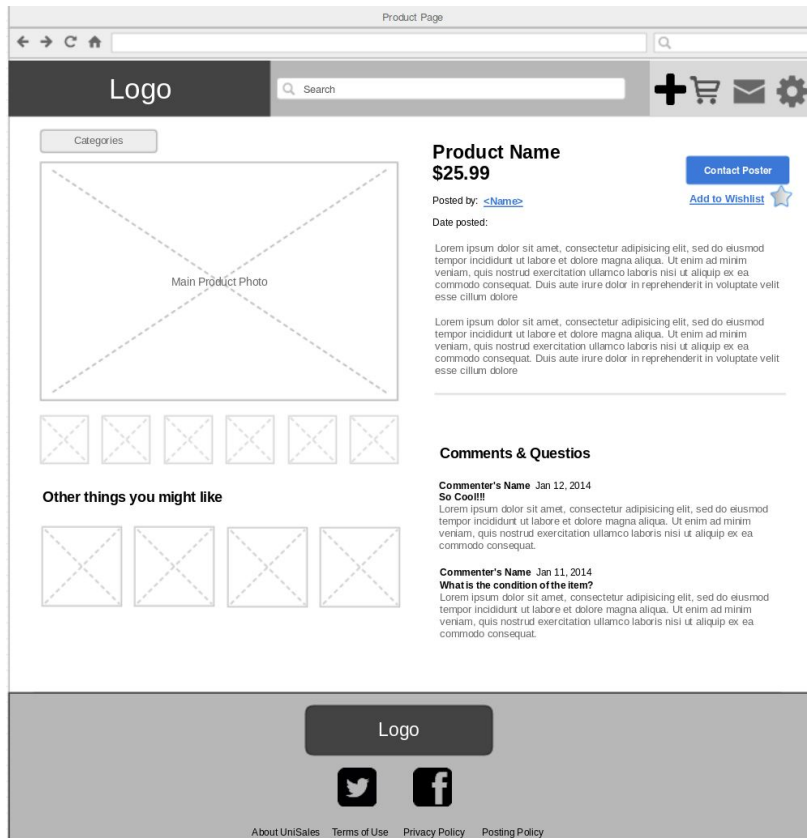 Product Page
Logo
Search
Categories
Main Product Photo
Other things you might like
Product Name
$25.99
Contact Poster
Posted by: <Name>
Add to Wishlist
Date posted:
Lorem ipsum dolor sit amet, consectetur adipisicing elit, sed do eiusmod
tempor incididunt ut labore et dolore magna aliqua. Ut enim ad minim
veniam, quis nostrud exercitation ullamco laboris nisi ut aliquip ex ea
commodo consequat. Duis aute irure dolor in reprehenderit in voluptate velit
esse cillum dolore
Lorem ipsum dolor sit amet, consectetur adipisicing elit, sed do eiusmod
tempor incididunt ut labore et dolore magna aliqua. Ut enim ad minim
veniam, quis nostrud exercitation ullamco laboris nisi ut aliquip ex ea
commodo consequat. Duis aute irure dolor in reprehenderit in voluptate velit
esse cillum dolore
Comments & Questios
Commenter's Name Jan 12, 2014
So Cool!!!
Lorem ipsum dolor sit amet, consectetur adipisicing elit, sed do eiusmod
tempor incididunt ut labore et dolore magna aliqua. Ut enim ad minim
veniam, quis nostrud exercitation ullamco laboris nisi ut aliquip ex ea
commodo consequat.
Commenter's Name Jan 11, 2014
What is the condition of the item?
Lorem ipsum dolor sit amet, consectetur adipisicing elit, sed do eiusmod
tempor incididunt ut labore et dolore magna aliqua. Ut enim ad minim
veniam, quis nostrud exercitation ullamco laboris nisi ut aliquip ex ea
commodo consequat.
Logo
About UniSales Terms of Use Privacy Policy Posting Policy